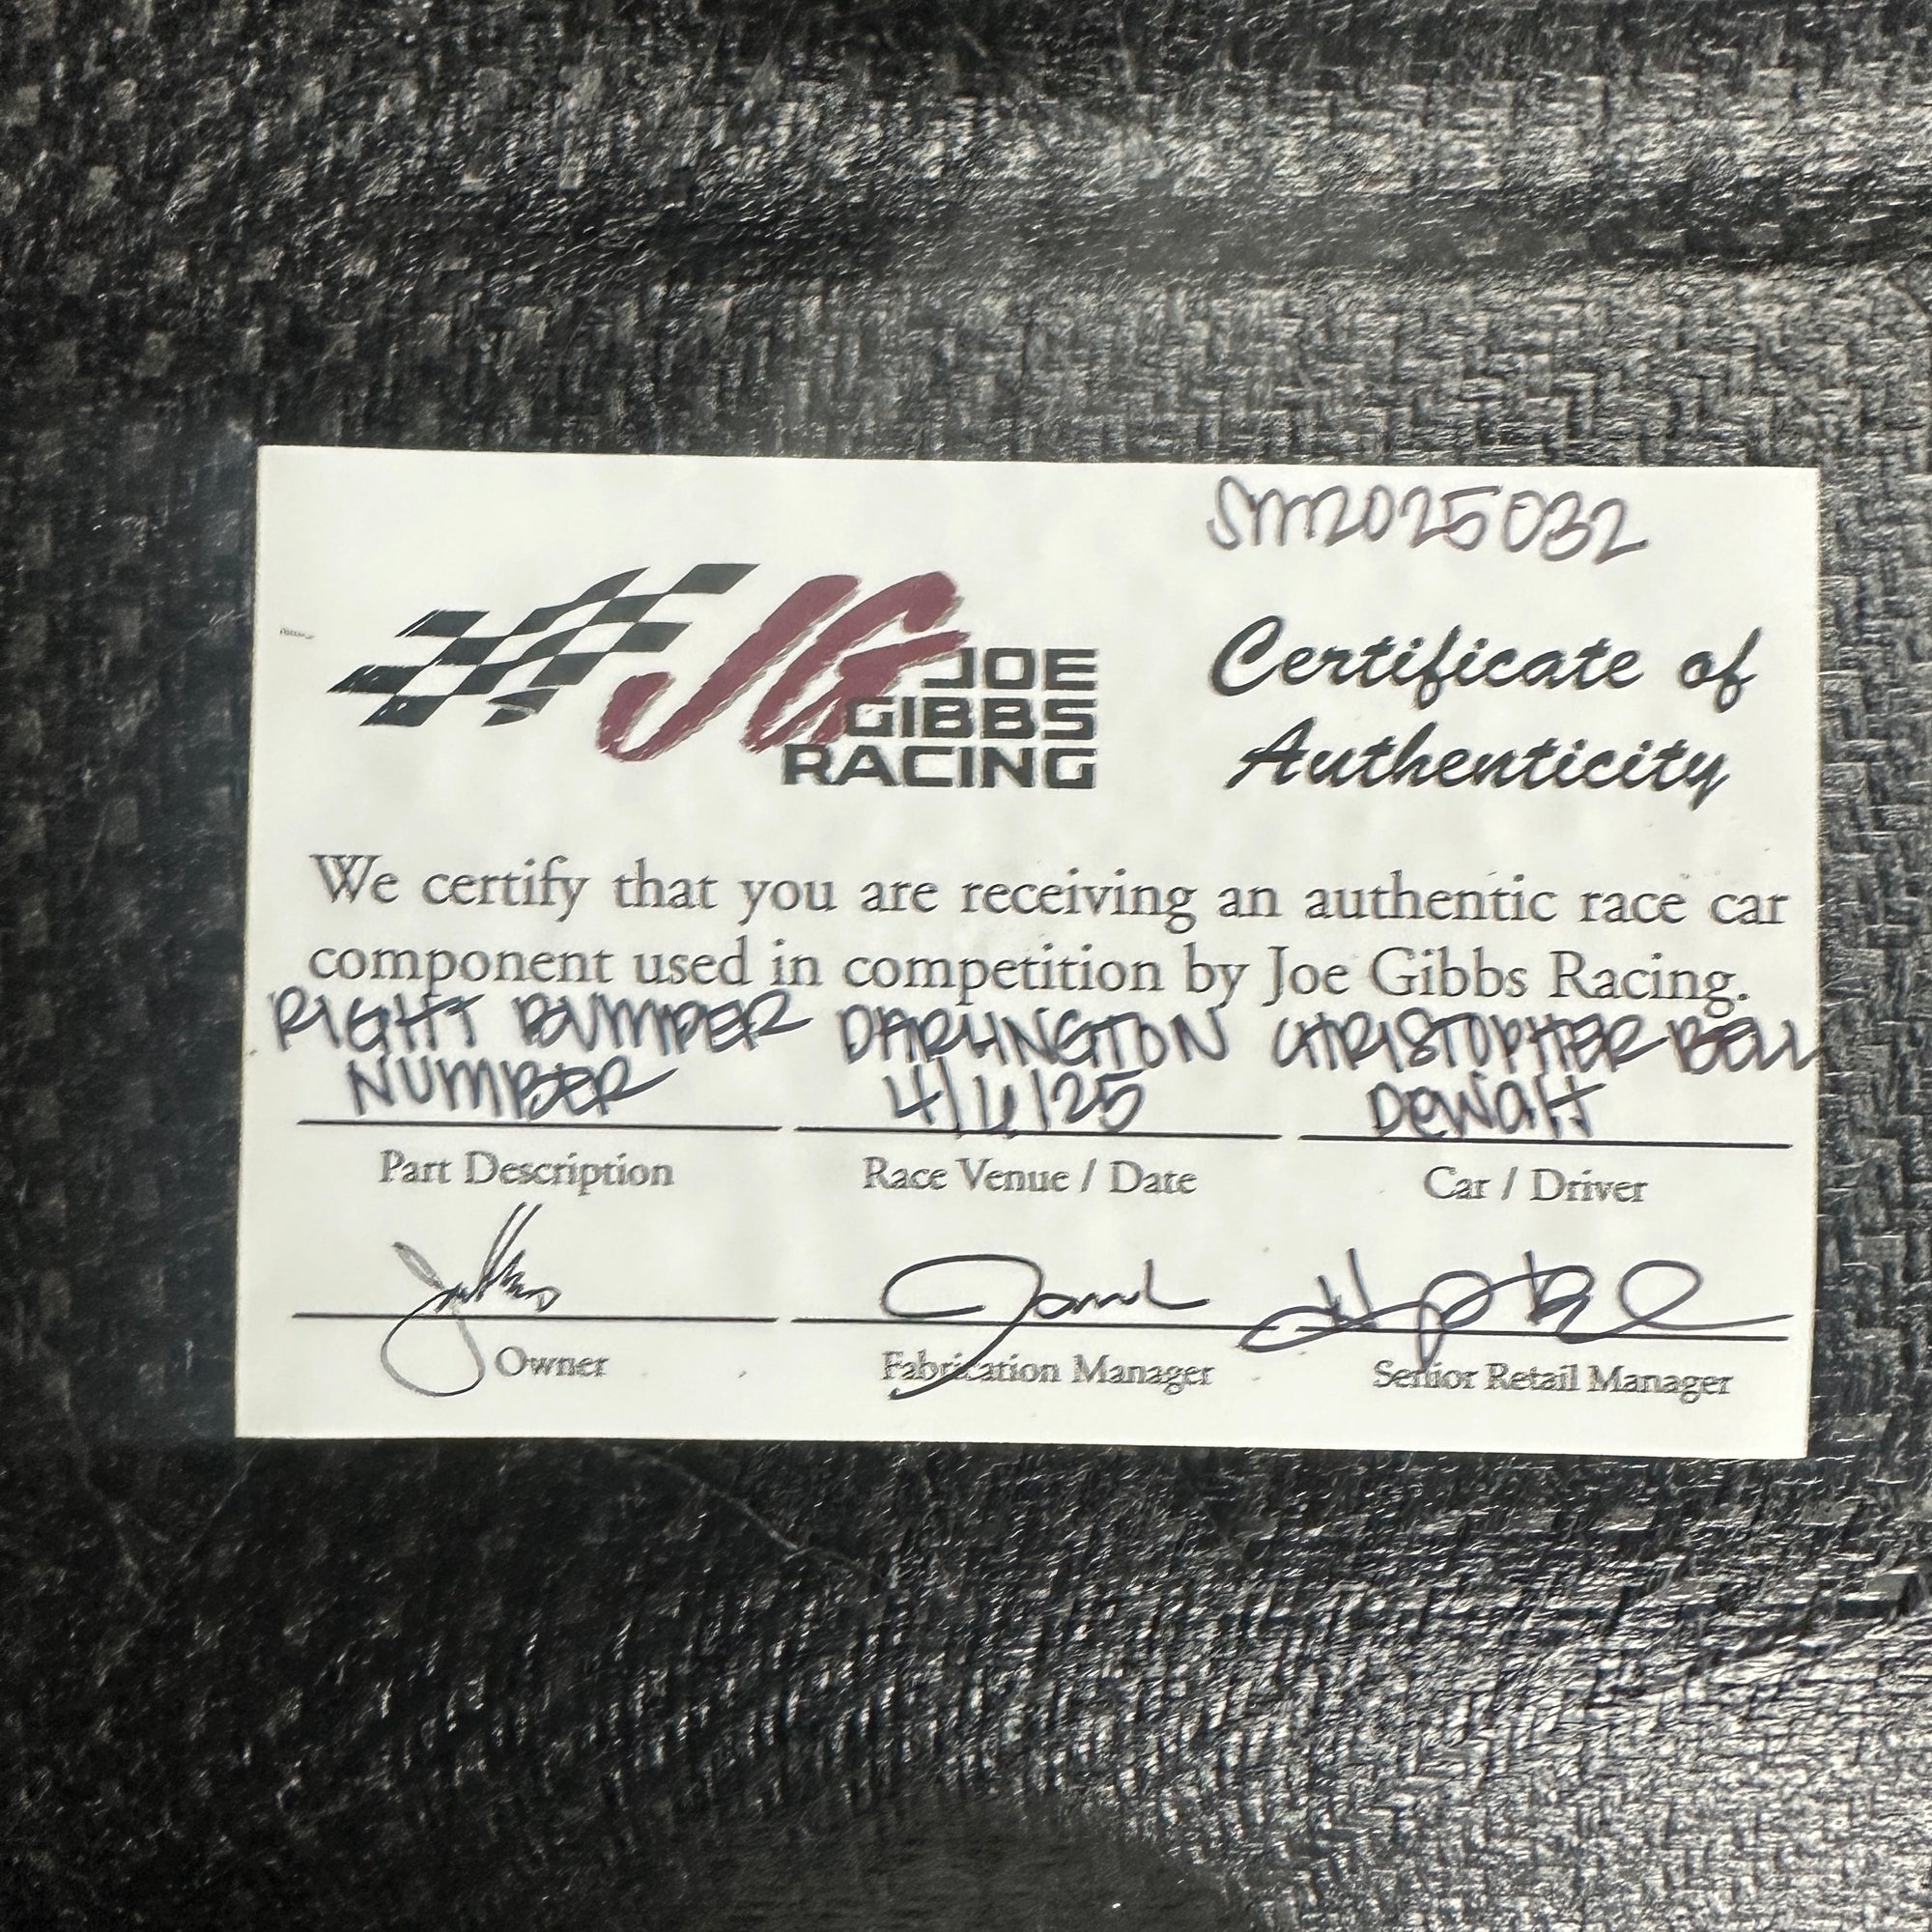 SM2025032
JG JOE
GIBBS
RACING
Certificate of
Authenticity
We certify that you are receiving an authentic race car
component used in competition by Joe Gibbs Racing.
RIGHT BUMPER DARLINGTON CHRISTOPHER BELL
NUMBER 4/6/25 DEWALT
Part Description Race Venue / Date Car / Driver
Owner Fabrication Manager Senior Retail Manager